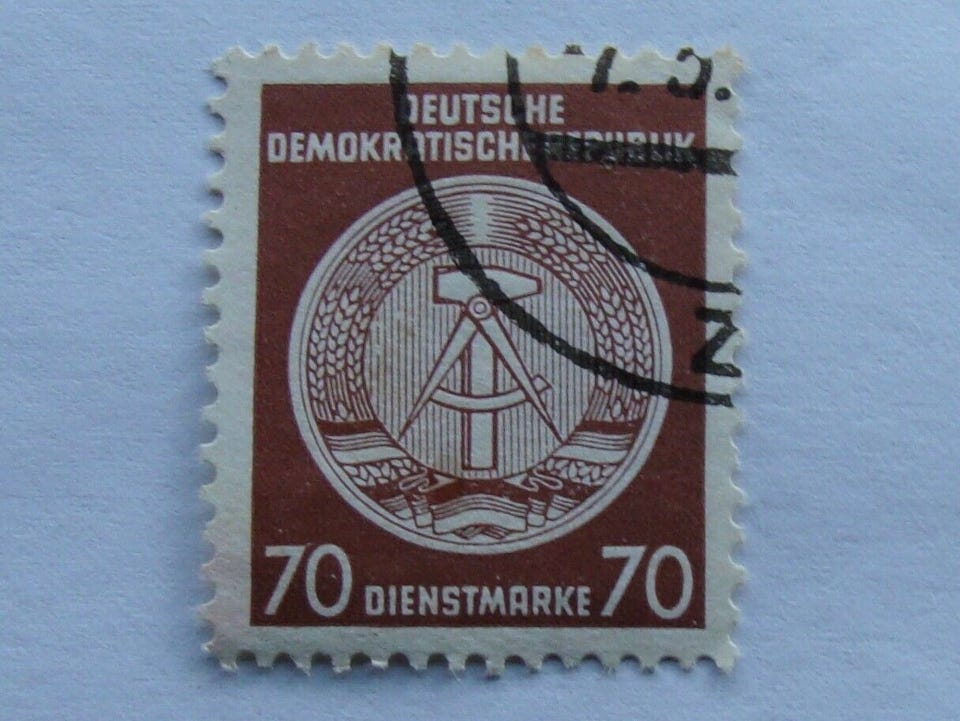 DEUTSCHE
DEMOKRATISCHE REPUBLIK
70 DIENSTMARKE 70
N